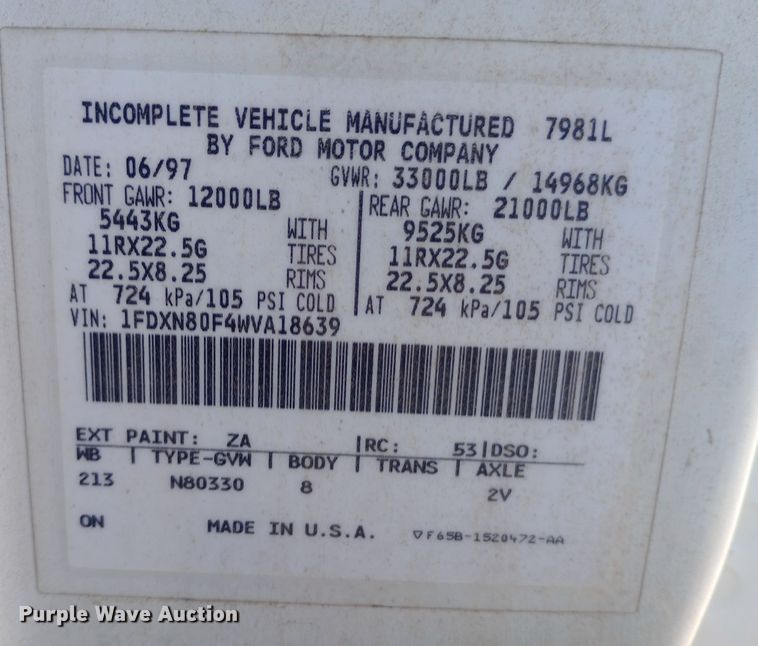 INCOMPLETE VEHICLE MANUFACTURED 7981L
BY FORD MOTOR COMPANY
DATE: 06/97 GVWR: 33000LB / 14968KG
FRONT GAWR: 12000LB REAR GAWR: 21000LB
5443KG WITH 9525KG WITH
11RX22.5G TIRES 11RX22.5G TIRES
22.5X8.25 RIMS 22.5X8.25 RIMS
AT 724 kPa/105 PSI COLD AT 724 kPa/105 PSI COLD
VIN: 1FDXN80F4WVA18639
EXT PAINT: ZA |RC: 53|DSO:
WB | TYPE-GVW | BODY | TRANS | AXLE
213 N80330 8 2V
ON MADE IN U.S.A. ▽F65B-1520472-AA
Purple Wave Auction